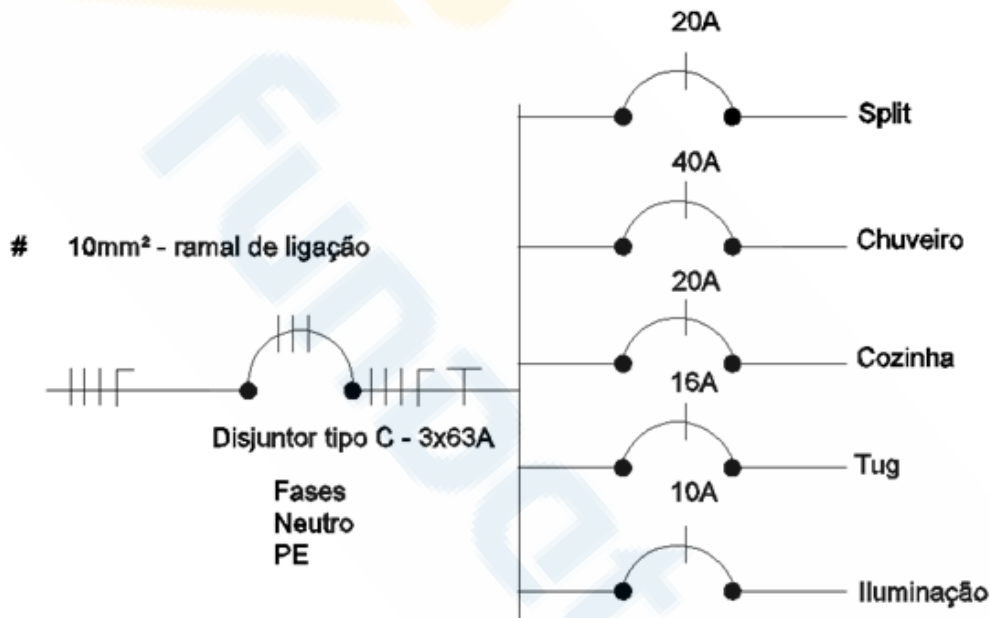 20A
Split
40A
Chuveiro
# 10mm² - ramal de ligação
20A
Cozinha
16A
Disjuntor tipo C - 3x63A
Tug
Fases
Neutro
PE
10A
Iluminação
Fundet